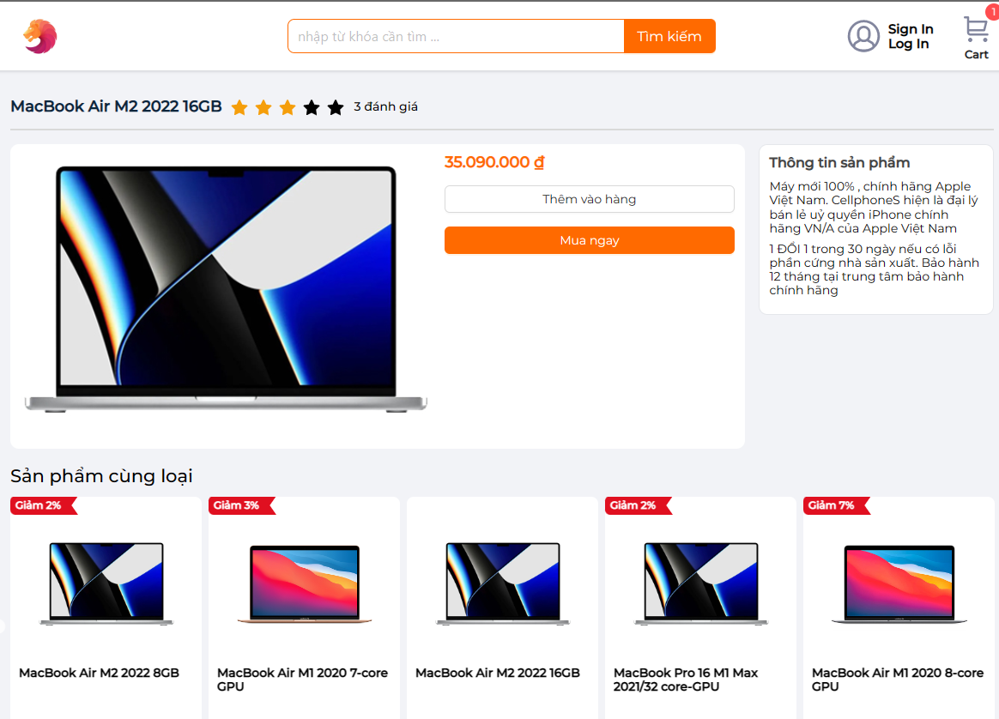 nhập từ khóa cần tìm ...
Tìm kiếm
Sign In
Log In
1
Cart
MacBook Air M2 2022 16GB
3 đánh giá
35.090.000 ₫
Thêm vào hàng
Mua ngay
Thông tin sản phẩm
Máy mới 100% , chính hãng Apple
Việt Nam. CellphoneS hiện là đại lý
bán lẻ uỷ quyền iPhone chính
hãng VN/A của Apple Việt Nam
1 ĐỔI 1 trong 30 ngày nếu có lỗi
phần cứng nhà sản xuất. Bảo hành
12 tháng tại trung tâm bảo hành
chính hãng
Sản phẩm cùng loại
Giảm 2%
MacBook Air M2 2022 8GB
Giảm 3%
MacBook Air M1 2020 7-core
GPU
MacBook Air M2 2022 16GB
Giảm 2%
MacBook Pro 16 M1 Max
2021/32 core-GPU
Giảm 7%
MacBook Air M1 2020 8-core
GPU